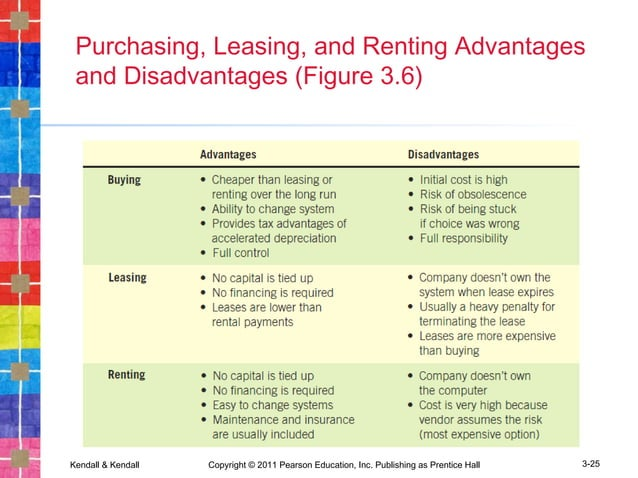 Purchasing, Leasing, and Renting Advantages
and Disadvantages (Figure 3.6)
Advantages Disadvantages
Buying
• Cheaper than leasing or
renting over the long run
• Ability to change system
• Provides tax advantages of
accelerated depreciation
• Full control
• Initial cost is high
• Risk of obsolescence
• Risk of being stuck
if choice was wrong
• Full responsibility
Leasing
• No capital is tied up
• No financing is required
• Leases are lower than
rental payments
• Company doesn't own the
system when lease expires
• Usually a heavy penalty for
terminating the lease
• Leases are more expensive
than buying
Renting
• No capital is tied up
• No financing is required
• Easy to change systems
• Maintenance and insurance
are usually included
• Company doesn't own
the computer
• Cost is very high because
vendor assumes the risk
(most expensive option)
Kendall & Kendall Copyright © 2011 Pearson Education, Inc. Publishing as Prentice Hall 3-25